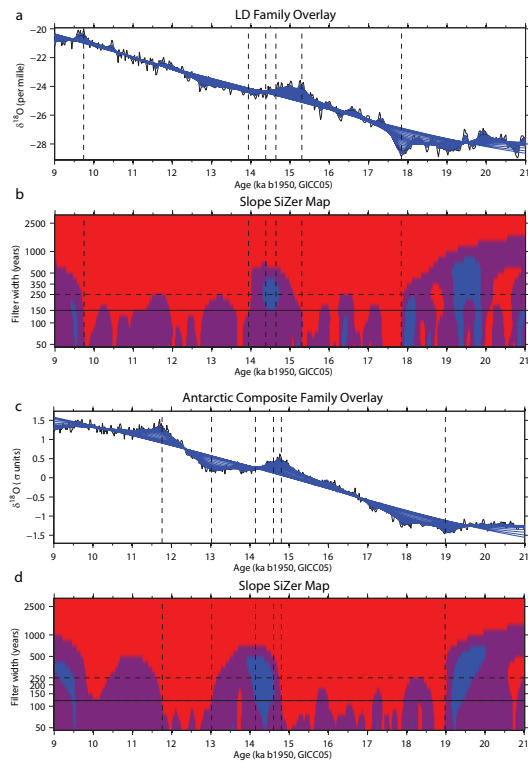 a
LD Family Overlay
−20
−22
−24
−26
−28
δ¹⁸O (per mille)
9 10 11 12 13 14 15 16 17 18 19 20 21
Age (ka b1950, GICC05)
b
Slope SiZer Map
2500
1000
500
350
250
150
100
50
Filter width (years)
9 10 11 12 13 14 15 16 17 18 19 20 21
Age (ka b1950, GICC05)
c
Antarctic Composite Family Overlay
1.5
1
0.5
0
−0.5
−1
−1.5
δ¹⁸O (σ units)
9 10 11 12 13 14 15 16 17 18 19 20 21
Age (ka b1950, GICC05)
d
Slope SiZer Map
2500
1000
500
250
200
150
100
50
Filter width (years)
9 10 11 12 13 14 15 16 17 18 19 20 21
Age (ka b1950, GICC05)